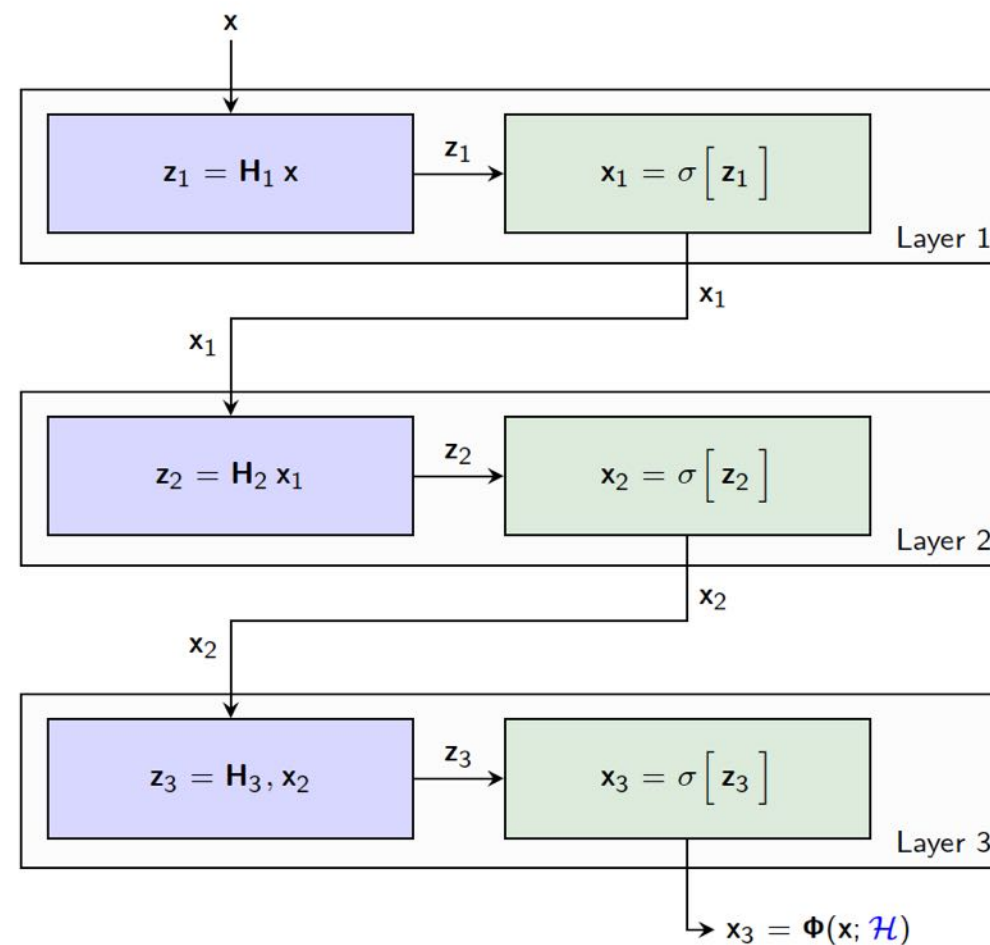 x
z₁ = H₁ x
z₁
x₁ = σ[ z₁ ]
Layer 1
x₁
x₁
z₂ = H₂ x₁
z₂
x₂ = σ[ z₂ ]
Layer 2
x₂
x₂
z₃ = H₃ , x₂
z₃
x₃ = σ[ z₃ ]
Layer 3
x₃ = Φ(x; ℋ)